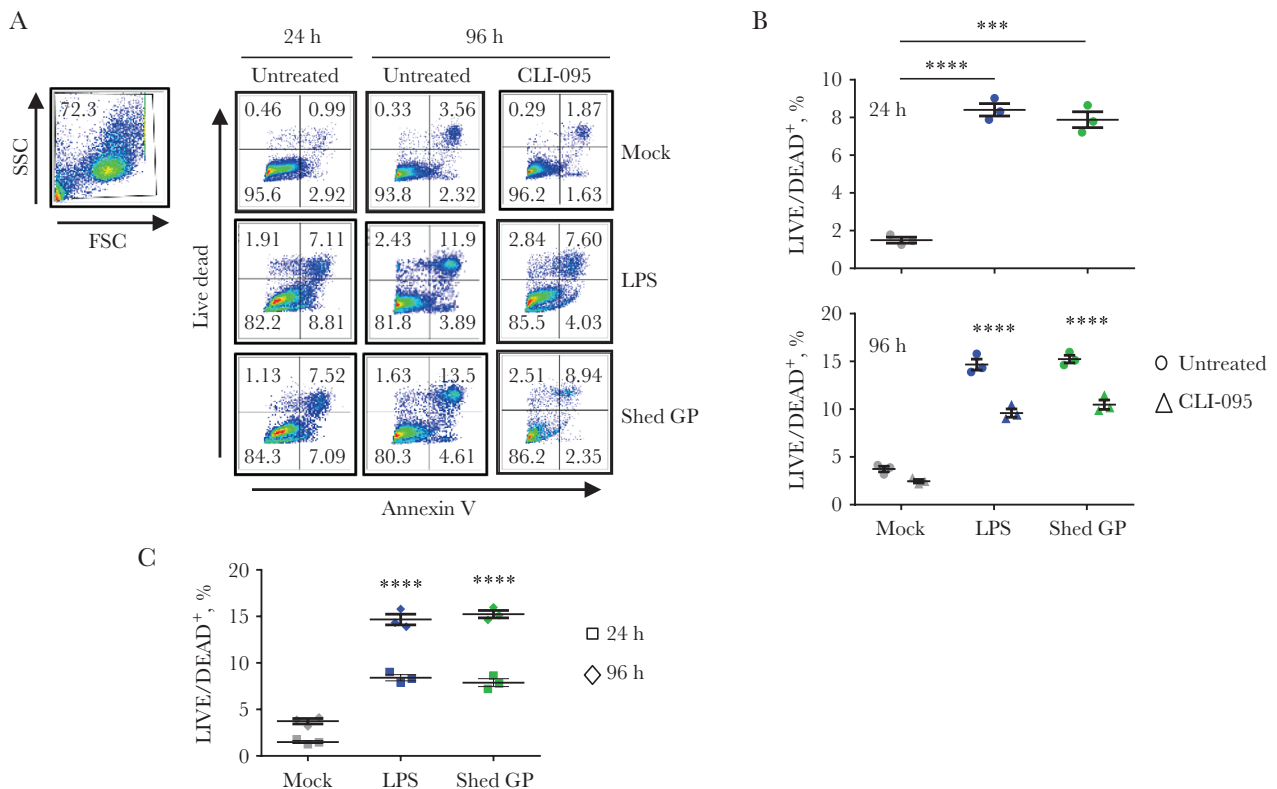 A
24 h
96 h
Untreated
Untreated
CLI-095
72.3
SSC
FSC
Live dead
0.46 0.99
95.6 2.92
0.33 3.56
93.8 2.32
0.29 1.87
96.2 1.63
Mock
1.91 7.11
82.2 8.81
2.43 11.9
81.8 3.89
2.84 7.60
85.5 4.03
LPS
1.13 7.52
84.3 7.09
1.63 13.5
80.3 4.61
2.51 8.94
86.2 2.35
Shed GP
Annexin V
B
***
****
LIVE/DEAD+, %
10
8
6
4
2
0
24 h
LIVE/DEAD+, %
20
15
10
5
0
96 h
****
****
Mock
LPS
Shed GP
Untreated
CLI-095
C
LIVE/DEAD+, %
20
15
10
5
0
****
****
Mock
LPS
Shed GP
24 h
96 h